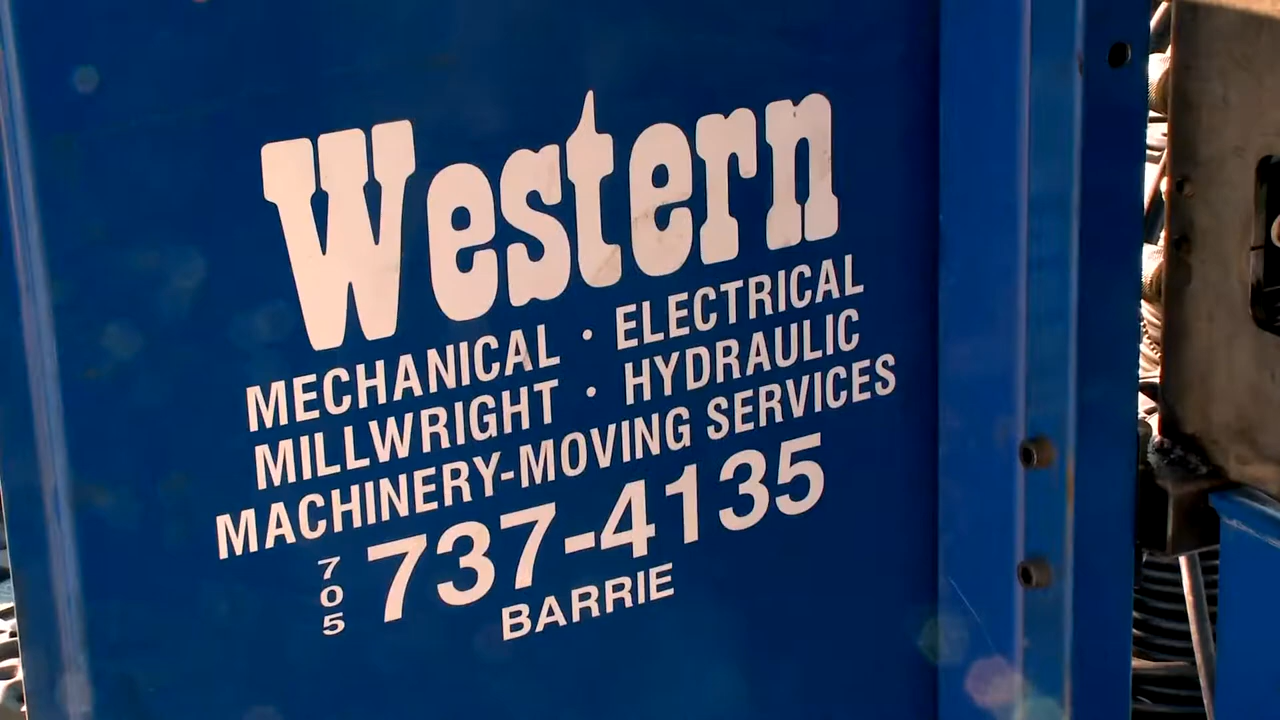 Western
MECHANICAL · ELECTRICAL
MILLWRIGHT · HYDRAULIC
MACHINERY-MOVING SERVICES
705 737-4135
BARRIE